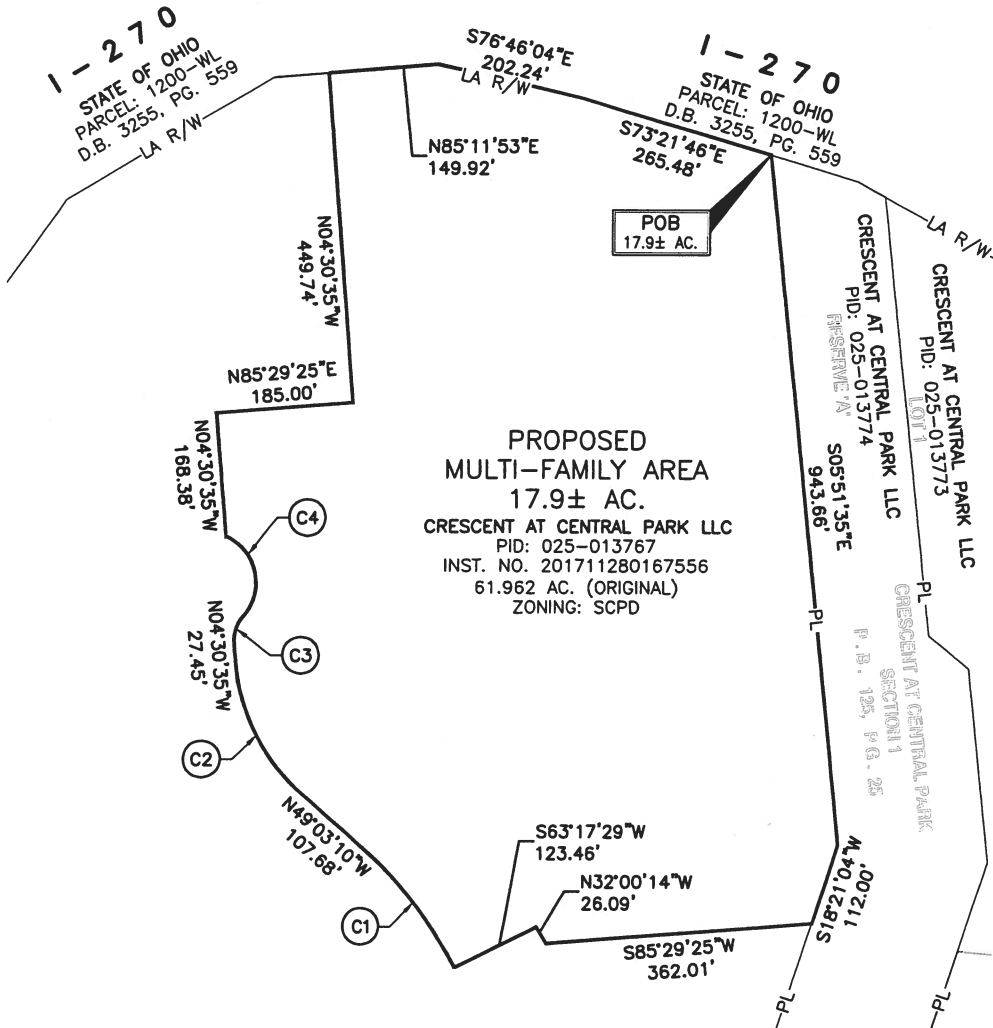 I-270
STATE OF OHIO
PARCEL: 1200-WL
D.B. 3255, PG. 559
LA R/W
S76°46'04"E
202.24'
LA R/W
I-270
STATE OF OHIO
PARCEL: 1200-WL
D.B. 3255, PG. 559
S73°21'46"E
265.48'
N85°11'53"E
149.92'
POB
17.9± AC.
LA R/W
N04°30'35"W
449.74'
CRESCENT AT CENTRAL PARK LLC
PID: 025-013774
RESERVE 'A'
CRESCENT AT CENTRAL PARK LLC
PID: 025-013773
LOT 1
N85°29'25"E
185.00'
N04°30'35"W
168.38'
PROPOSED
MULTI-FAMILY AREA
17.9± AC.
CRESCENT AT CENTRAL PARK LLC
PID: 025-013767
INST. NO. 201711280167556
61.962 AC. (ORIGINAL)
ZONING: SCPD
S05°51'35"E
943.66'
C4
PL
PL
N04°30'35"W
27.45'
C3
CRESCENT AT CENTRAL PARK
SECTION 1
P.B. 125, PG. 25
C2
N49°03'10"W
107.68'
S63°17'29"W
123.46'
N32°00'14"W
26.09'
C1
S18°21'04"W
112.00'
S85°29'25"W
362.01'
PL
PL